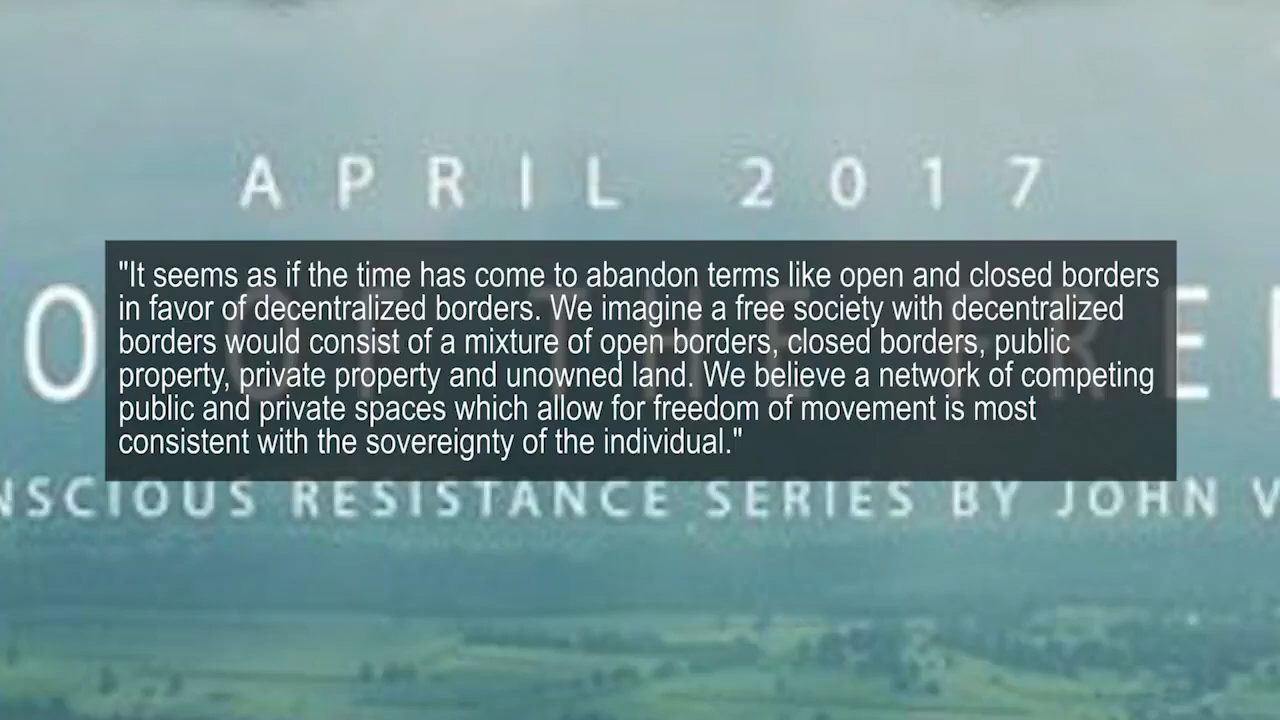 APRIL 2017
"It seems as if the time has come to abandon terms like open and closed borders
in favor of decentralized borders. We imagine a free society with decentralized
borders would consist of a mixture of open borders, closed borders, public
property, private property and unowned land. We believe a network of competing
public and private spaces which allow for freedom of movement is most
consistent with the sovereignty of the individual."
RESISTANCE SERIES BY JOHN